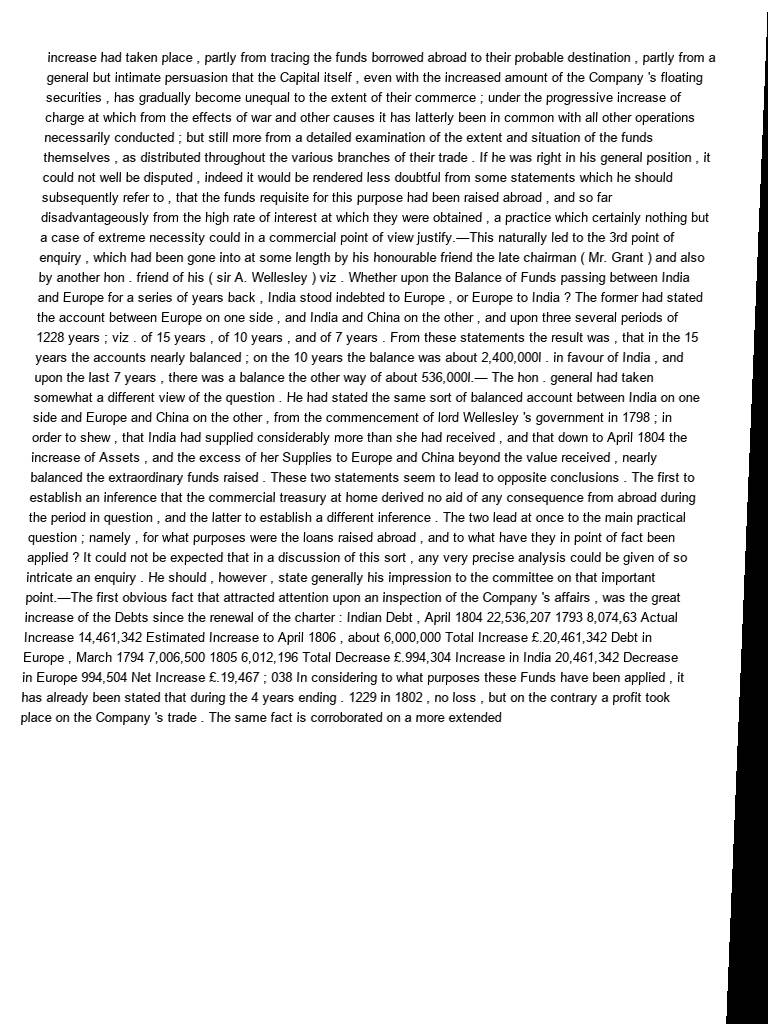 increase had taken place , partly from tracing the funds borrowed abroad to their probable destination , partly from a
general but intimate persuasion that the Capital itself , even with the increased amount of the Company 's floating
securities , has gradually become unequal to the extent of their commerce ; under the progressive increase of
charge at which from the effects of war and other causes it has latterly been in common with all other operations
necessarily conducted ; but still more from a detailed examination of the extent and situation of the funds
themselves , as distributed throughout the various branches of their trade . If he was right in his general position , it
could not well be disputed , indeed it would be rendered less doubtful from some statements which he should
subsequently refer to , that the funds requisite for this purpose had been raised abroad , and so far
disadvantageously from the high rate of interest at which they were obtained , a practice which certainly nothing but
a case of extreme necessity could in a commercial point of view justify.—This naturally led to the 3rd point of
enquiry , which had been gone into at some length by his honourable friend the late chairman ( Mr. Grant ) and also
by another hon . friend of his ( sir A. Wellesley ) viz . Whether upon the Balance of Funds passing between India
and Europe for a series of years back , India stood indebted to Europe , or Europe to India ? The former had stated
the account between Europe on one side , and India and China on the other , and upon three several periods of
1228 years ; viz . of 15 years , of 10 years , and of 7 years . From these statements the result was , that in the 15
years the accounts nearly balanced ; on the 10 years the balance was about 2,400,000l . in favour of India , and
upon the last 7 years , there was a balance the other way of about 536,000l.— The hon . general had taken
somewhat a different view of the question . He had stated the same sort of balanced account between India on one
side and Europe and China on the other , from the commencement of lord Wellesley 's government in 1798 ; in
order to shew , that India had supplied considerably more than she had received , and that down to April 1804 the
increase of Assets , and the excess of her Supplies to Europe and China beyond the value received , nearly
balanced the extraordinary funds raised . These two statements seem to lead to opposite conclusions . The first to
establish an inference that the commercial treasury at home derived no aid of any consequence from abroad during
the period in question , and the latter to establish a different inference . The two lead at once to the main practical
question ; namely , for what purposes were the loans raised abroad , and to what have they in point of fact been
applied ? It could not be expected that in a discussion of this sort , any very precise analysis could be given of so
intricate an enquiry . He should , however , state generally his impression to the committee on that important
point.—The first obvious fact that attracted attention upon an inspection of the Company 's affairs , was the great
increase of the Debts since the renewal of the charter : Indian Debt , April 1804 22,536,207 1793 8,074,63 Actual
Increase 14,461,342 Estimated Increase to April 1806 , about 6,000,000 Total Increase £.20,461,342 Debt in
Europe , March 1794 7,006,500 1805 6,012,196 Total Decrease £.994,304 Increase in India 20,461,342 Decrease
in Europe 994,504 Net Increase £.19,467 ; 038 In considering to what purposes these Funds have been applied , it
has already been stated that during the 4 years ending . 1229 in 1802 , no loss , but on the contrary a profit took
place on the Company 's trade . The same fact is corroborated on a more extended